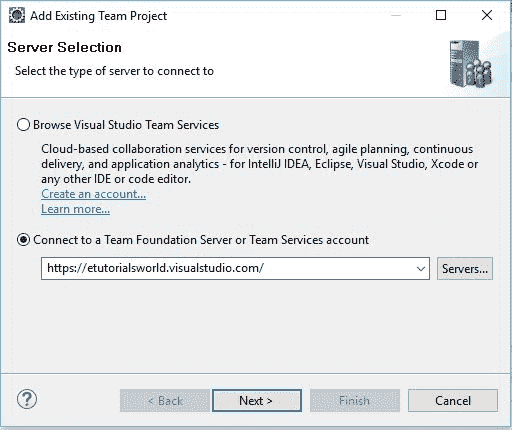 Add Existing Team Project
Server Selection
Select the type of server to connect to
Browse Visual Studio Team Services
Cloud-based collaboration services for version control, agile planning, continuous
delivery, and application analytics - for IntelliJ IDEA, Eclipse, Visual Studio, Xcode or
any other IDE or code editor.
Create an account...
Learn more...
Connect to a Team Foundation Server or Team Services account
https://etutorialsworld.visualstudio.com/
Servers...
?
< Back
Next >
Finish
Cancel